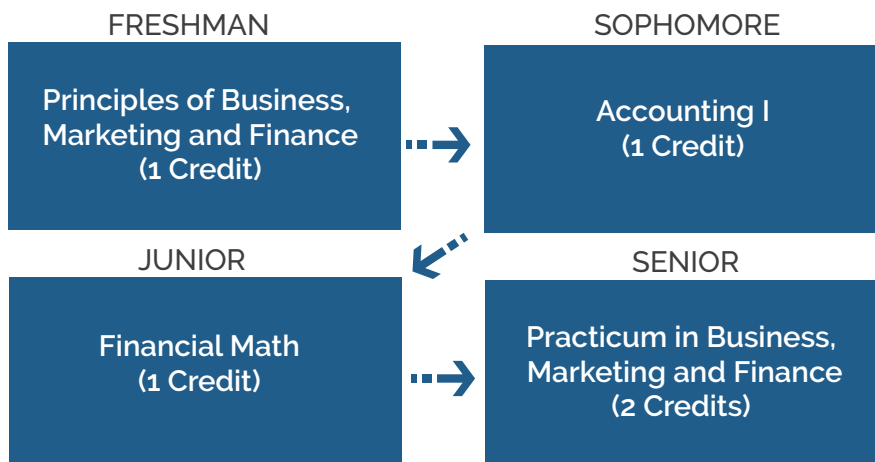 FRESHMAN
Principles of Business,
Marketing and Finance
(1 Credit)
SOPHOMORE
Accounting I
(1 Credit)
JUNIOR
Financial Math
(1 Credit)
SENIOR
Practicum in Business,
Marketing and Finance
(2 Credits)